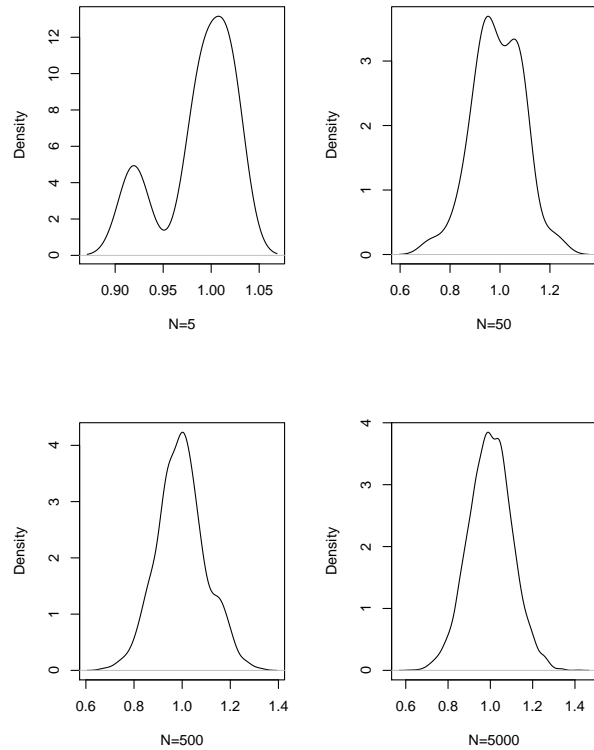 Density
0 2 4 6 8 10 12
0.90 0.95 1.00 1.05
N=5
Density
0 1 2 3
0.6 0.8 1.0 1.2
N=50
Density
0 1 2 3 4
0.6 0.8 1.0 1.2 1.4
N=500
Density
0 1 2 3 4
0.6 0.8 1.0 1.2 1.4
N=5000